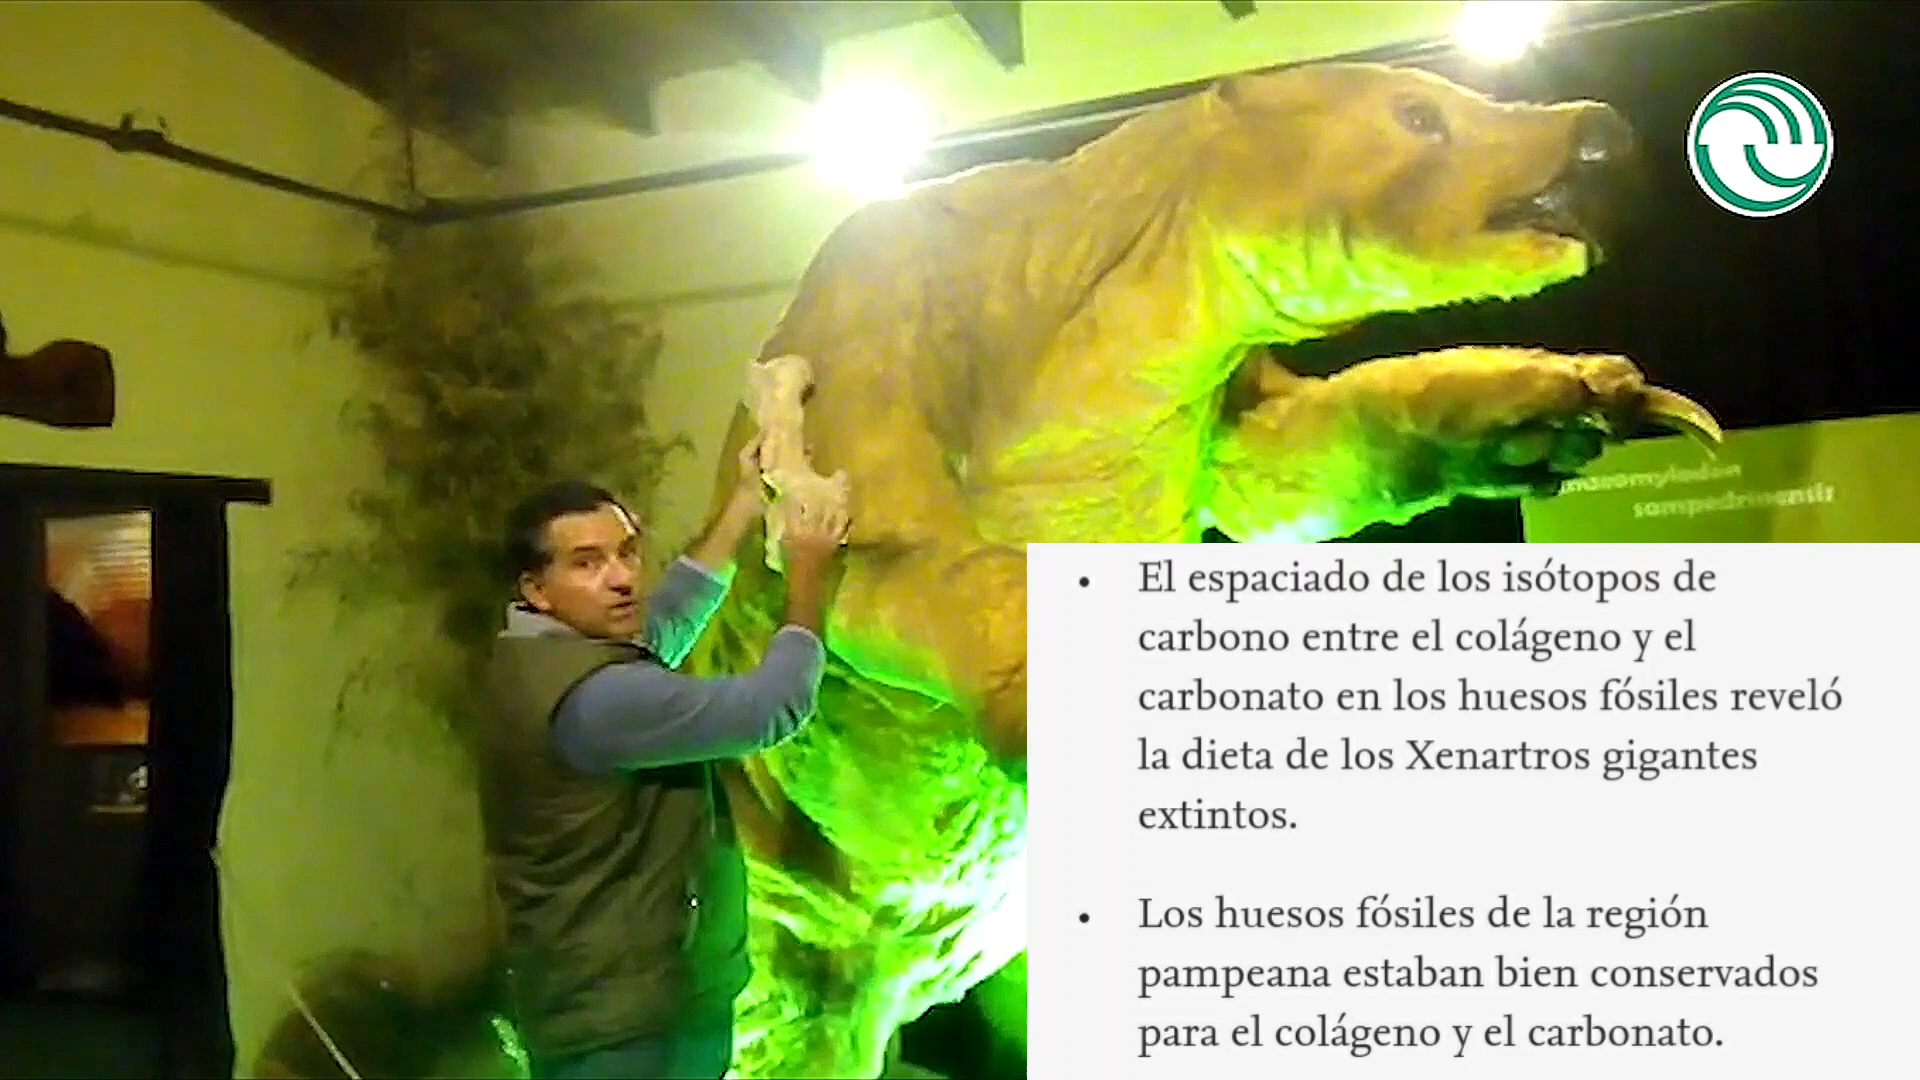 sampedrinensis
• El espaciado de los isótopos de
carbono entre el colágeno y el
carbonato en los huesos fósiles reveló
la dieta de los Xenartros gigantes
extintos.
• Los huesos fósiles de la región
pampeana estaban bien conservados
para el colágeno y el carbonato.